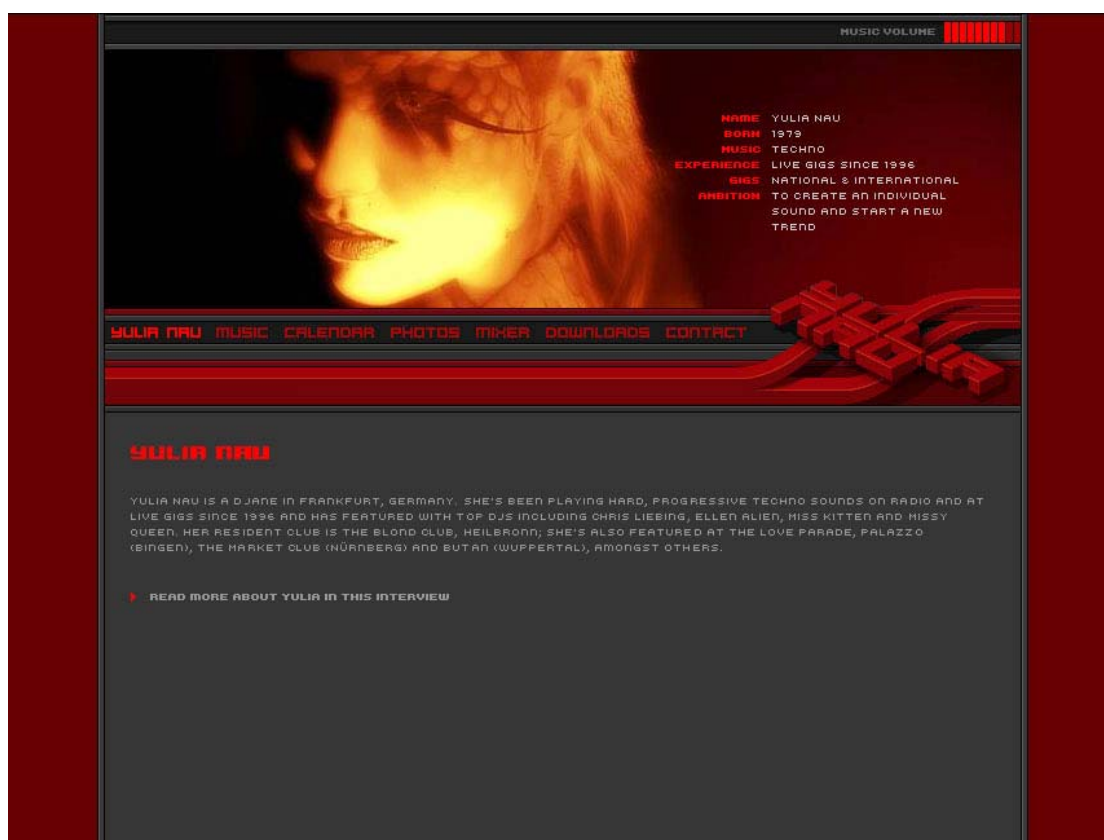 MUSIC VOLUME
NAME YULIA NAU
BORN 1979
MUSIC TECHNO
EXPERIENCE LIVE GIGS SINCE 1996
GIGS NATIONAL & INTERNATIONAL
AMBITION TO CREATE AN INDIVIDUAL
SOUND AND START A NEW
TREND
YULIA
NAU
YULIA NAU MUSIC CALENDAR PHOTOS MIXER DOWNLOADS CONTACT
YULIA NAU
YULIA NAU IS A DJANE IN FRANKFURT, GERMANY. SHE'S BEEN PLAYING HARD, PROGRESSIVE TECHNO SOUNDS ON RADIO AND AT
LIVE GIGS SINCE 1996 AND HAS FEATURED WITH TOP DJS INCLUDING CHRIS LIEBING, ELLEN ALIEN, MISS KITTEN AND MISSY
QUEEN. HER RESIDENT CLUB IS THE BLOND CLUB, HEILBRONN; SHE'S ALSO FEATURED AT THE LOVE PARADE, PALAZZO
(BINGEN), THE MARKET CLUB (NÜRNBERG) AND BUTAN (WUPPERTAL), AMONGST OTHERS.
READ MORE ABOUT YULIA IN THIS INTERVIEW